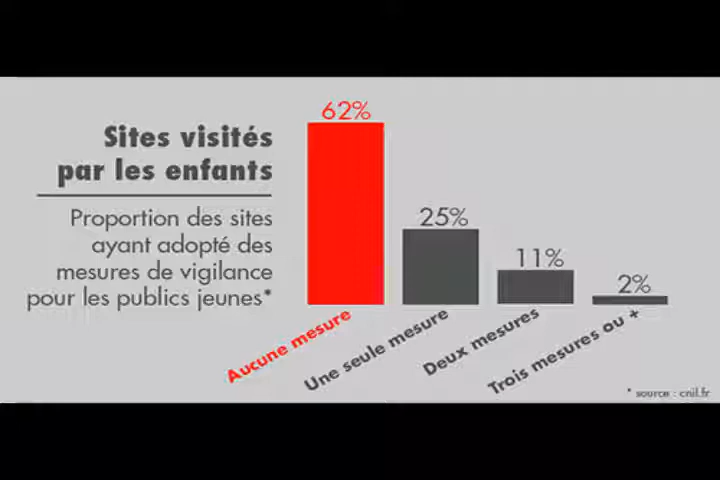 Sites visités
par les enfants
Proportion des sites
ayant adopté des
mesures de vigilance
pour les publics jeunes*
62%
25%
11%
2%
Aucune mesure
Une seule mesure
Deux mesures
Trois mesures ou +
* source : cnil.fr